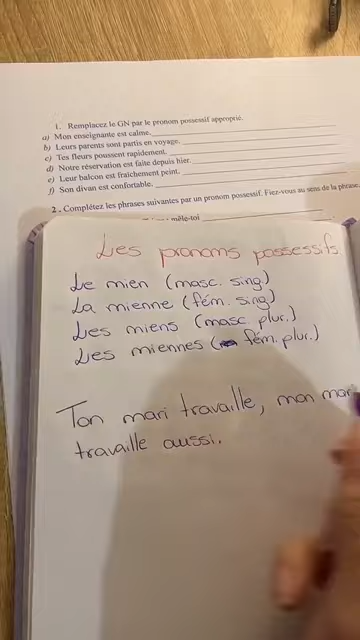 1. Remplacez le GN par le pronom possessif approprié.
a) Mon enseignante est calme.
b) Leurs parents sont partis en voyage.
c) Tes fleurs poussent rapidement.
d) Notre réservation est faite depuis hier.
e) Leur balcon est fraîchement peint.
f) Son divan est confortable.
2. Complétez les phrases suivantes par un pronom possessif. Fiez-vous au sens de la phrase.
mêle-toi
Les pronoms possessifs
Le mien (masc. sing.)
La mienne (fém. sing.)
Les miens (masc. plur.)
Les miennes (fém. plur.)
Ton mari travaille, mon mari
travaille aussi.